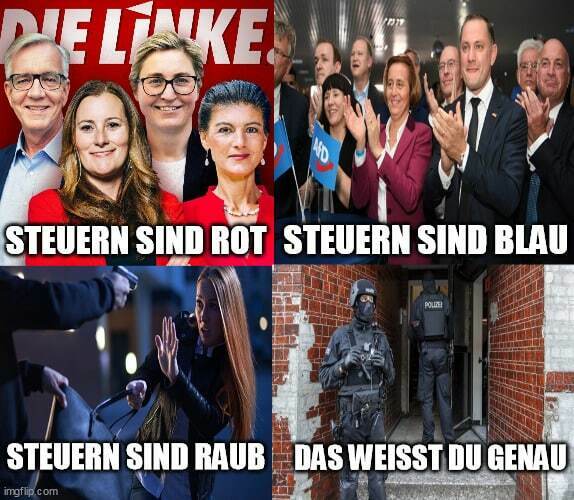 DIE LINKE.
STEUERN SIND ROT
AfD
STEUERN SIND BLAU
STEUERN SIND RAUB
POLIZEI
DAS WEISST DU GENAU
imgflip.com